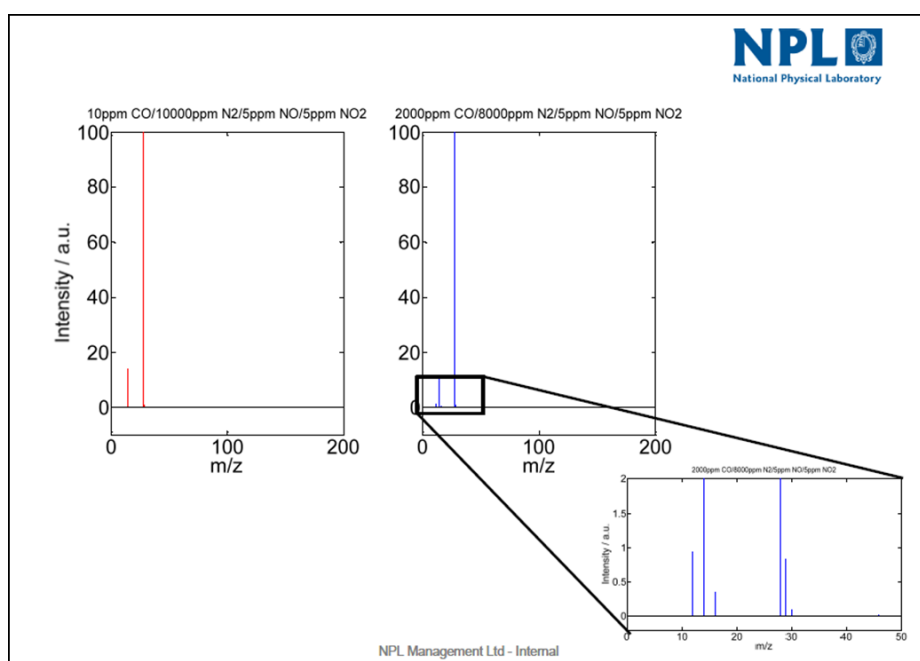 NPL
National Physical Laboratory
10ppm CO/10000ppm N2/5ppm NO/5ppm NO2
100
80
60
40
20
0
Intensity / a.u.
0 100 200
m/z
2000ppm CO/8000ppm N2/5ppm NO/5ppm NO2
100
80
60
40
20
0
0 100 200
m/z
2000ppm CO/8000ppm N2/5ppm NO/5ppm NO2
2
1.5
1
0.5
0
Intensity / a.u.
0 10 20 30 40 50
m/z
NPL Management Ltd - Internal